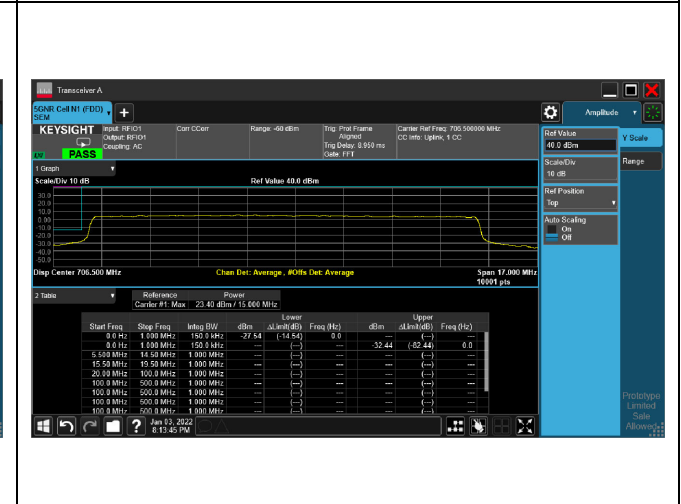 Transceiver A
5GNR Cell N1 (FDD)
SEM
Amplitude
KEYSIGHT
PASS
Input: RFIO1
Output: RFIO1
Coupling: AC
Corr CCorr
Range: -60 dBm
Trig: Prot Frame
Aligned
Trig Delay: 8.950 ms
Gate: FFT
Carrier Ref Freq: 706.500000 MHz
CC Info: Uplink, 1 CC
Ref Value
40.0 dBm
Y Scale
Scale/Div
10 dB
Range
Ref Position
Top
Auto Scaling
On
Off
1 Graph
Scale/Div 10 dB
Ref Value 40.0 dBm
30.0
20.0
10.0
0.00
-10.0
-20.0
-30.0
-40.0
-50.0
Disp Center 706.500 MHz
Chan Det: Average , #Offs Det: Average
Span 17.000 MHz
10001 pts
2 Table
Reference Power
Carrier #1: Max 23.40 dBm / 15.000 MHz
Lower Upper
Start Freq Stop Freq Integ BW dBm ΔLimit(dB) Freq (Hz) dBm ΔLimit(dB) Freq (Hz)
0.0 Hz 1.000 MHz 150.0 kHz -27.54 (-14.54) 0.0 --- (---) ---
0.0 Hz 1.000 MHz 150.0 kHz --- (---) --- -32.44 (-62.44) 0.0
5.500 MHz 14.50 MHz 1.000 MHz --- (---) --- --- (---) ---
15.50 MHz 19.50 MHz 1.000 MHz --- (---) --- --- (---) ---
20.00 MHz 100.0 MHz 1.000 MHz --- (---) --- --- (---) ---
100.0 MHz 500.0 MHz 1.000 MHz --- (---) --- --- (---) ---
100.0 MHz 500.0 MHz 1.000 MHz --- (---) --- --- (---) ---
100.0 MHz 500.0 MHz 1.000 MHz --- (---) --- --- (---) ---
100.0 MHz 500.0 MHz 1.000 MHz --- (---) --- --- (---) ---
Prototype
Limited
Sale
Allowed
Jan 03, 2022
8:13:45 PM